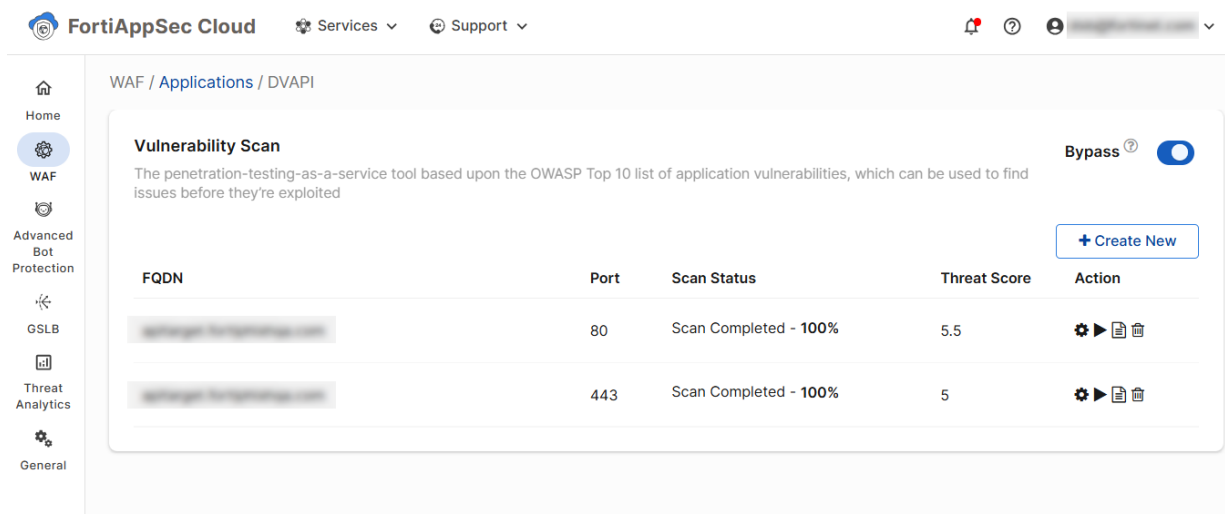 FortiAppSec Cloud Services Support
Home
WAF
Advanced
Bot
Protection
GSLB
Threat
Analytics
General
WAF / Applications / DVAPI
Vulnerability Scan
Bypass ?
The penetration-testing-as-a-service tool based upon the OWASP Top 10 list of application vulnerabilities, which can be used to find
issues before they're exploited
+ Create New
FQDN Port Scan Status Threat Score Action
80 Scan Completed - 100% 5.5
443 Scan Completed - 100% 5